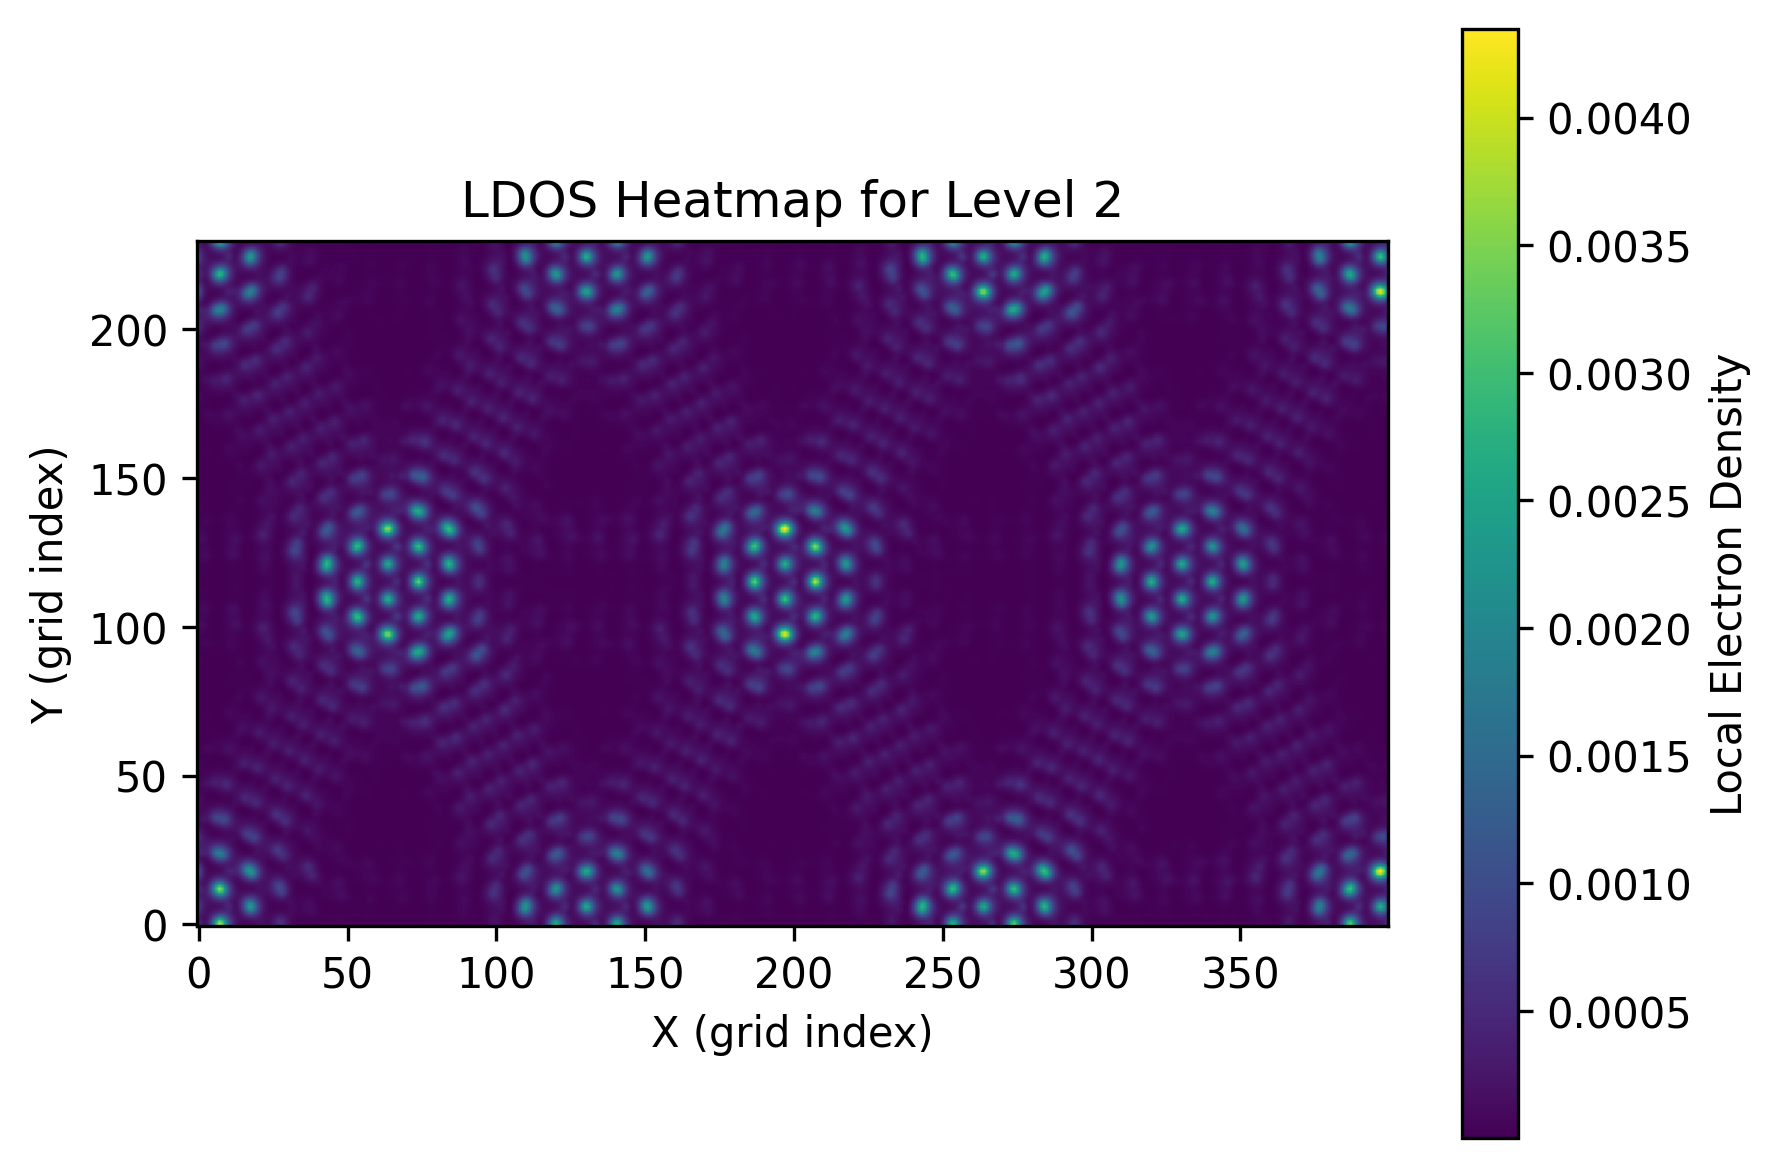 LDOS Heatmap for Level 2
Y (grid index)
200
150
100
50
0
0 50 100 150 200 250 300 350
X (grid index)
0.0040
0.0035
0.0030
0.0025
0.0020
0.0015
0.0010
0.0005
Local Electron Density